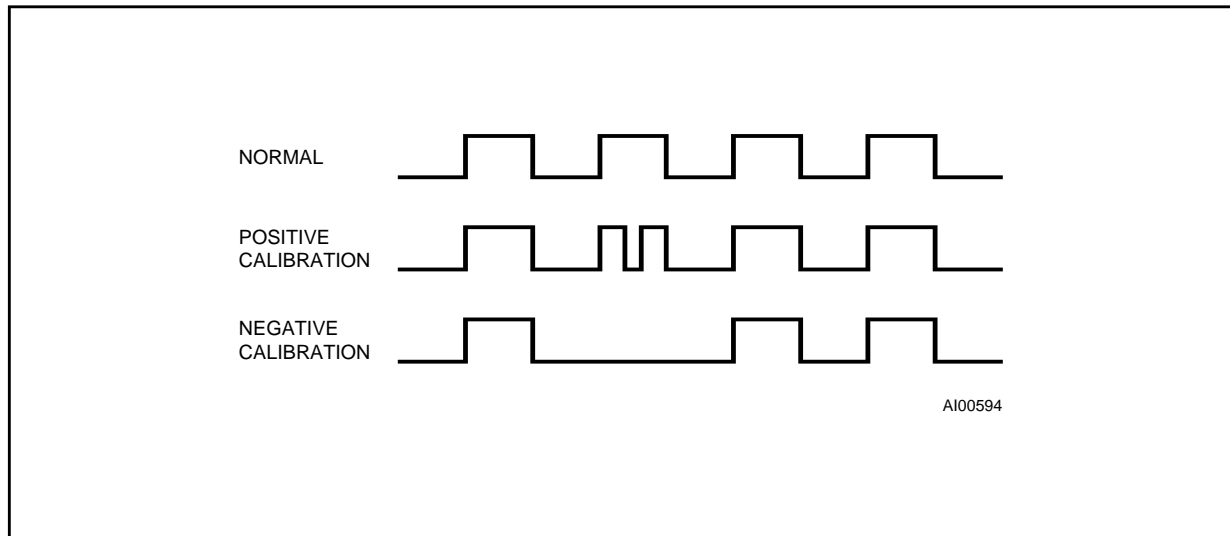 NORMAL
POSITIVE
CALIBRATION
NEGATIVE
CALIBRATION
AI00594